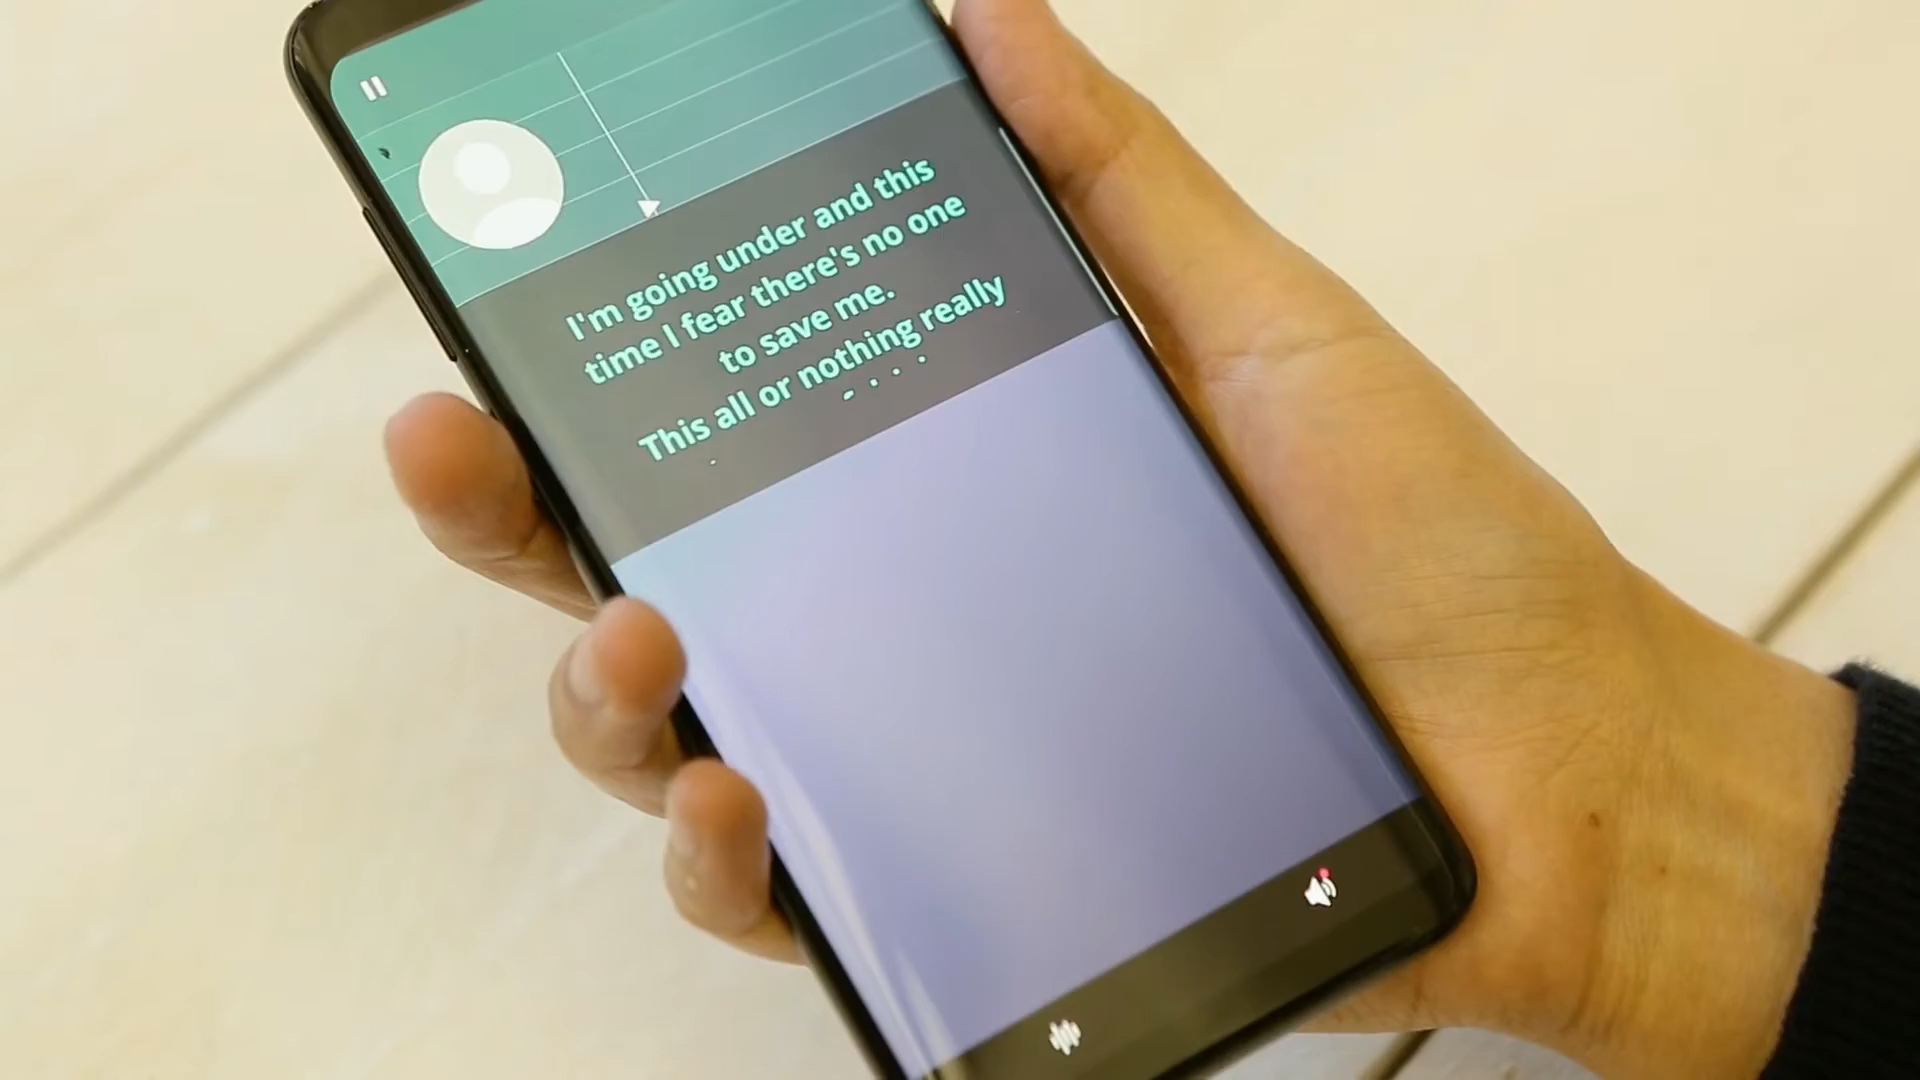 I'm going under and this
time I fear there's no one
to save me.
This all or nothing really